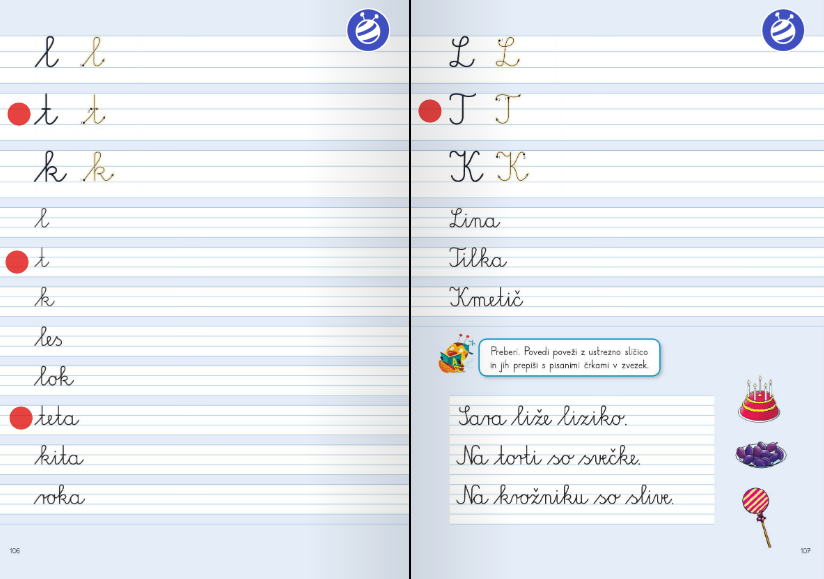 l l
t t
k k
l
t
k
les
lok
teta
kita
roka
106
L L
T T
K K
Lina
Tilka
Kmetič
Preberi. Povedi poveži z ustrezno sličico
in jih prepiši s pisanimi črkami v zvezek.
Sara liže liziko.
Na torti so svečke.
Na krožniku so slive.
107